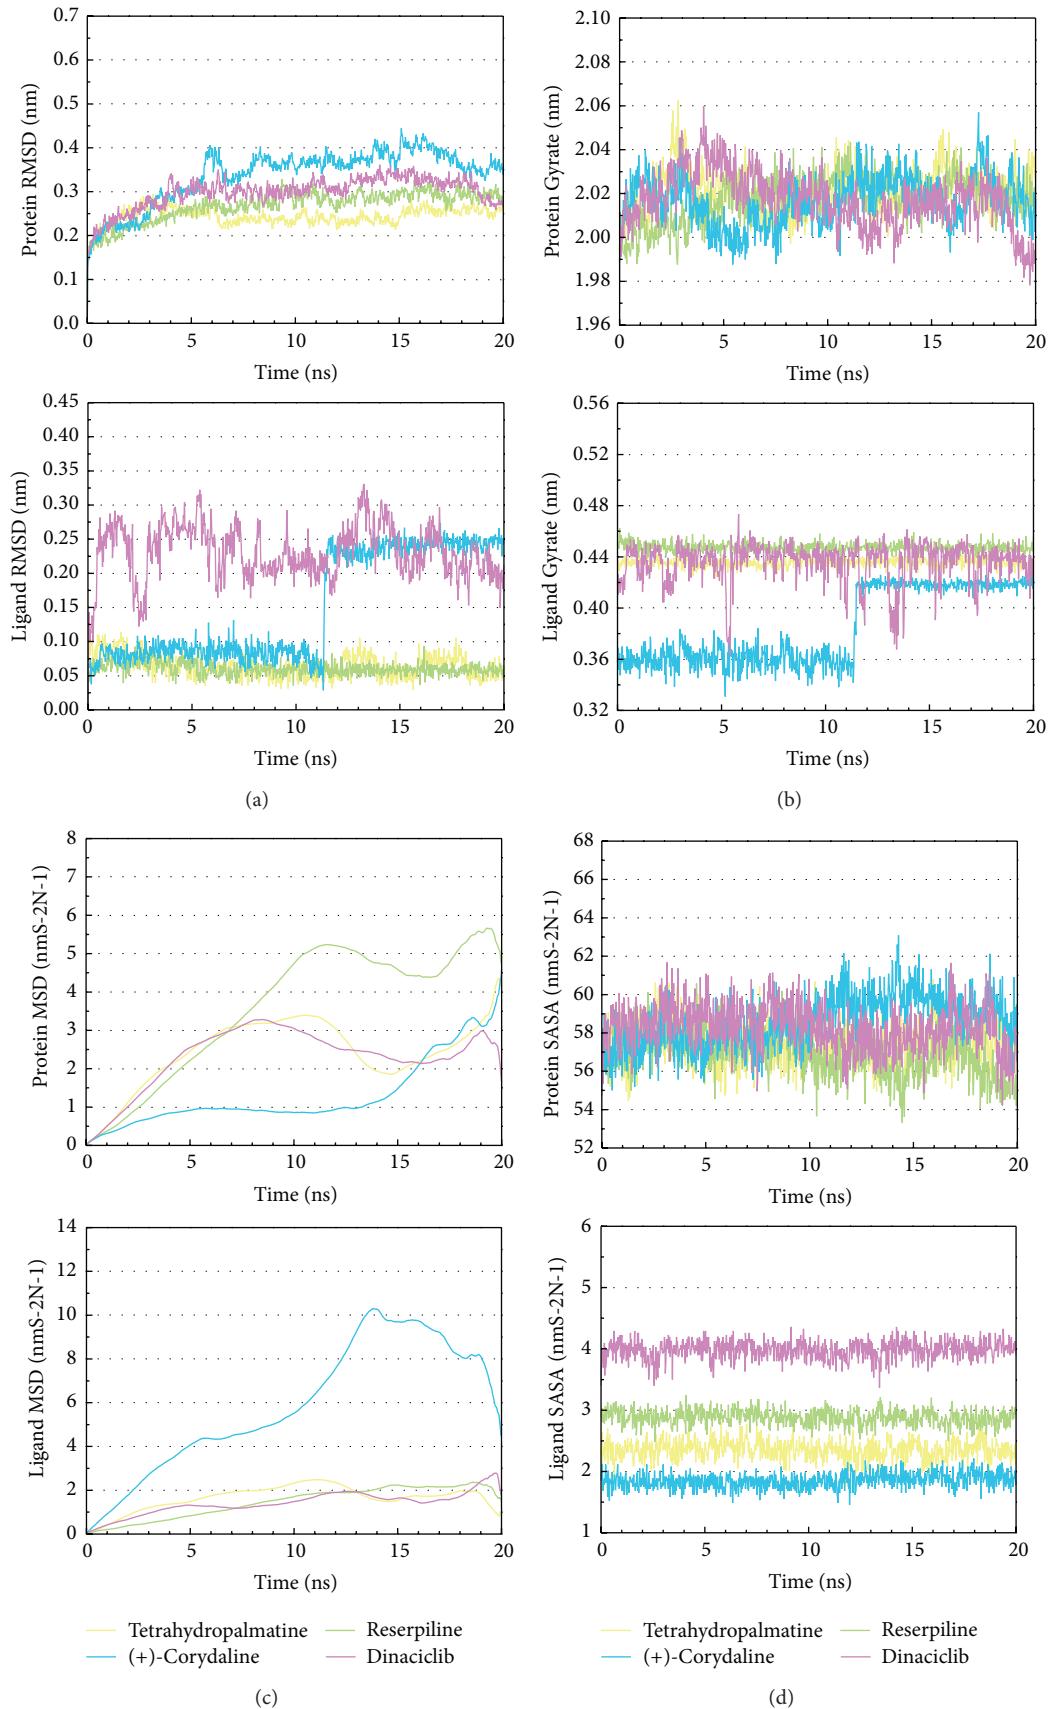 0.7
0.6
0.5
0.4
0.3
0.2
0.1
0.0
Protein RMSD (nm)
0 5 10 15 20
Time (ns)
2.10
2.08
2.06
2.04
2.02
2.00
1.98
1.96
Protein Gyrate (nm)
0 5 10 15 20
Time (ns)
0.45
0.40
0.35
0.30
0.25
0.20
0.15
0.10
0.05
0.00
Ligand RMSD (nm)
0 5 10 15 20
Time (ns)
(a)
0.56
0.52
0.48
0.44
0.40
0.36
0.32
Ligand Gyrate (nm)
0 5 10 15 20
Time (ns)
(b)
8
7
6
5
4
3
2
1
0
Protein MSD (nmS-2N-1)
0 5 10 15 20
Time (ns)
68
66
64
62
60
58
56
54
52
Protein SASA (nmS-2N-1)
0 5 10 15 20
Time (ns)
14
12
10
8
6
4
2
0
Ligand MSD (nmS-2N-1)
0 5 10 15 20
Time (ns)
6
5
4
3
2
1
Ligand SASA (nmS-2N-1)
0 5 10 15 20
Time (ns)
Tetrahydropalmatine Reserpiline
(+)-Corydaline Dinaciclib
(c)
Tetrahydropalmatine Reserpiline
(+)-Corydaline Dinaciclib
(d)